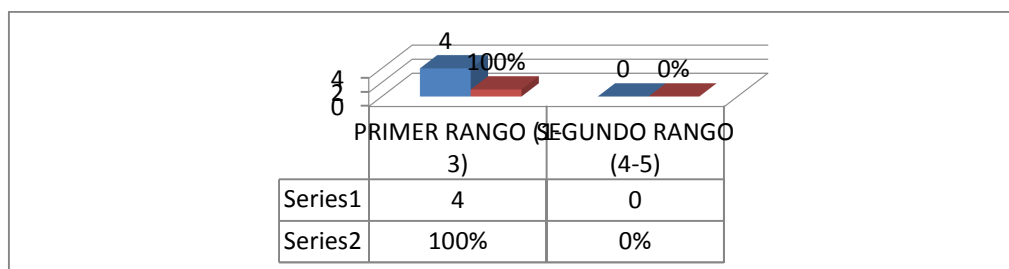 4
100%
0 0%
4
2
0
PRIMER RANGO (1-
3)
SEGUNDO RANGO
(4-5)
Series1 4 0
Series2 100% 0%